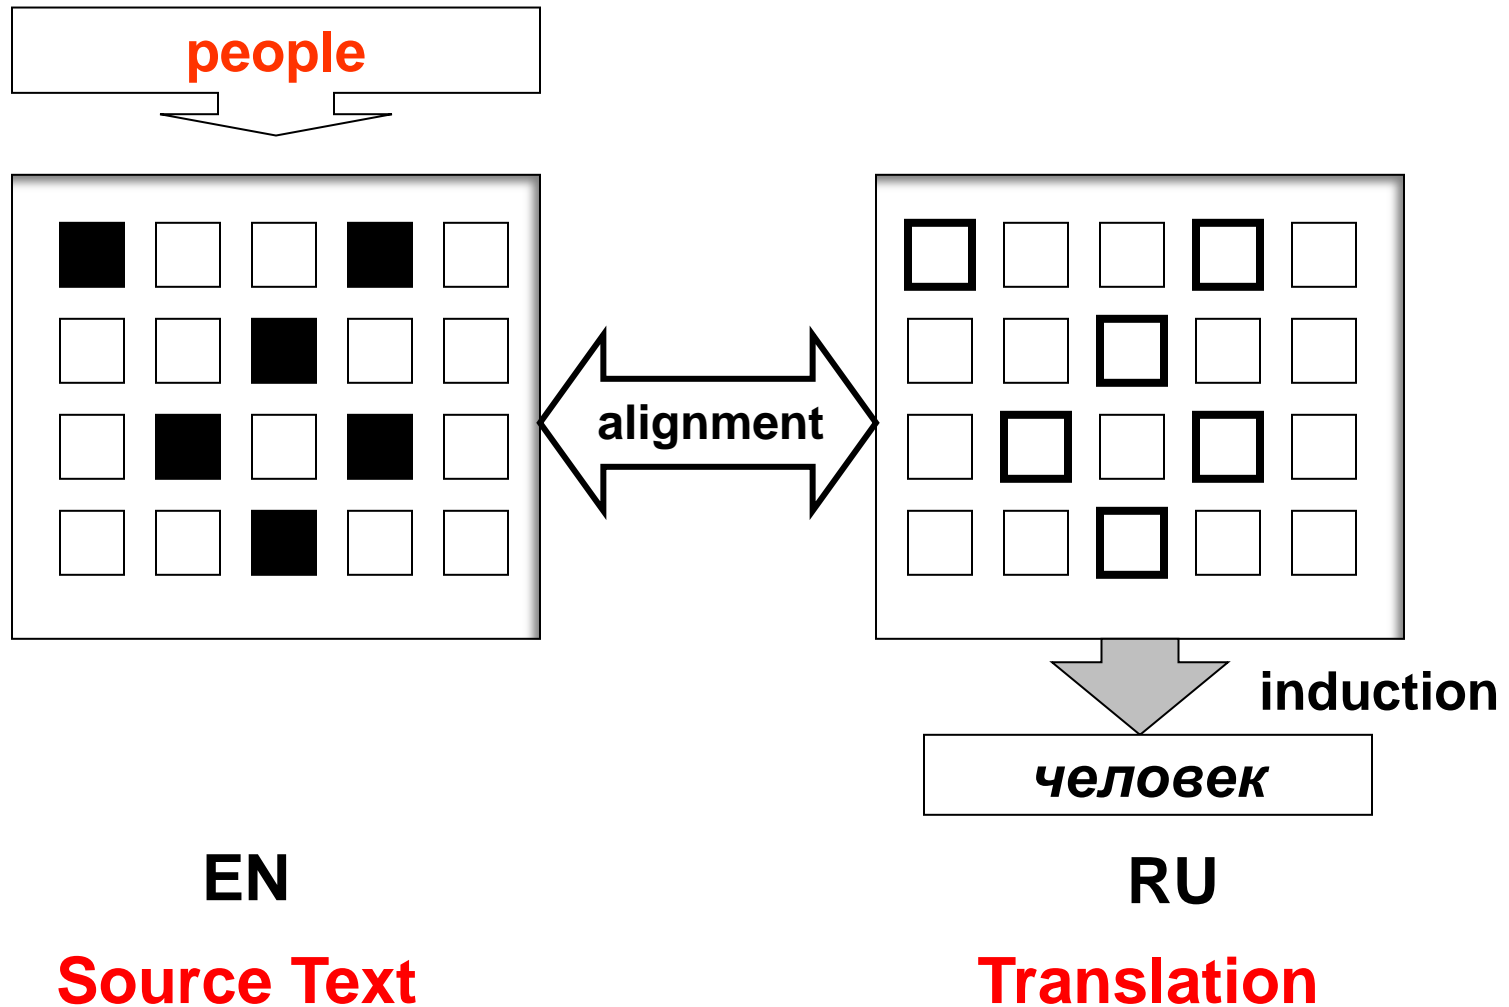 people
alignment
induction
человек
EN
RU
Source Text
Translation